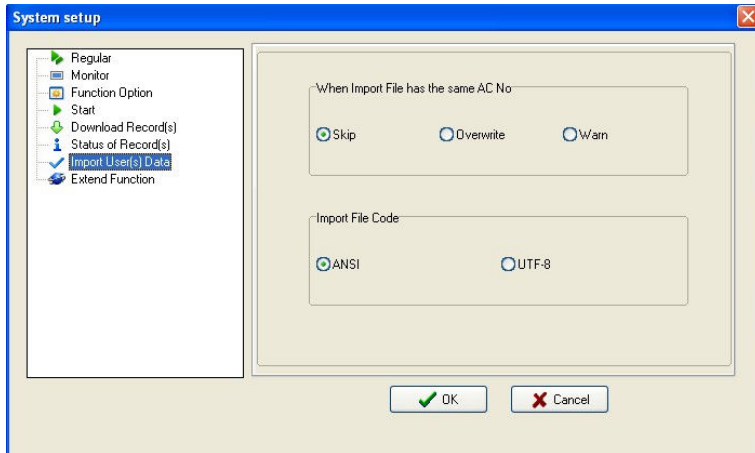 System setup
Regular
Monitor
Function Option
Start
Download Record(s)
Status of Record(s)
Import User(s) Data
Extend Function
When Import File has the same AC No
Skip Overwrite Warn
Import File Code
ANSI UTF-8
OK Cancel